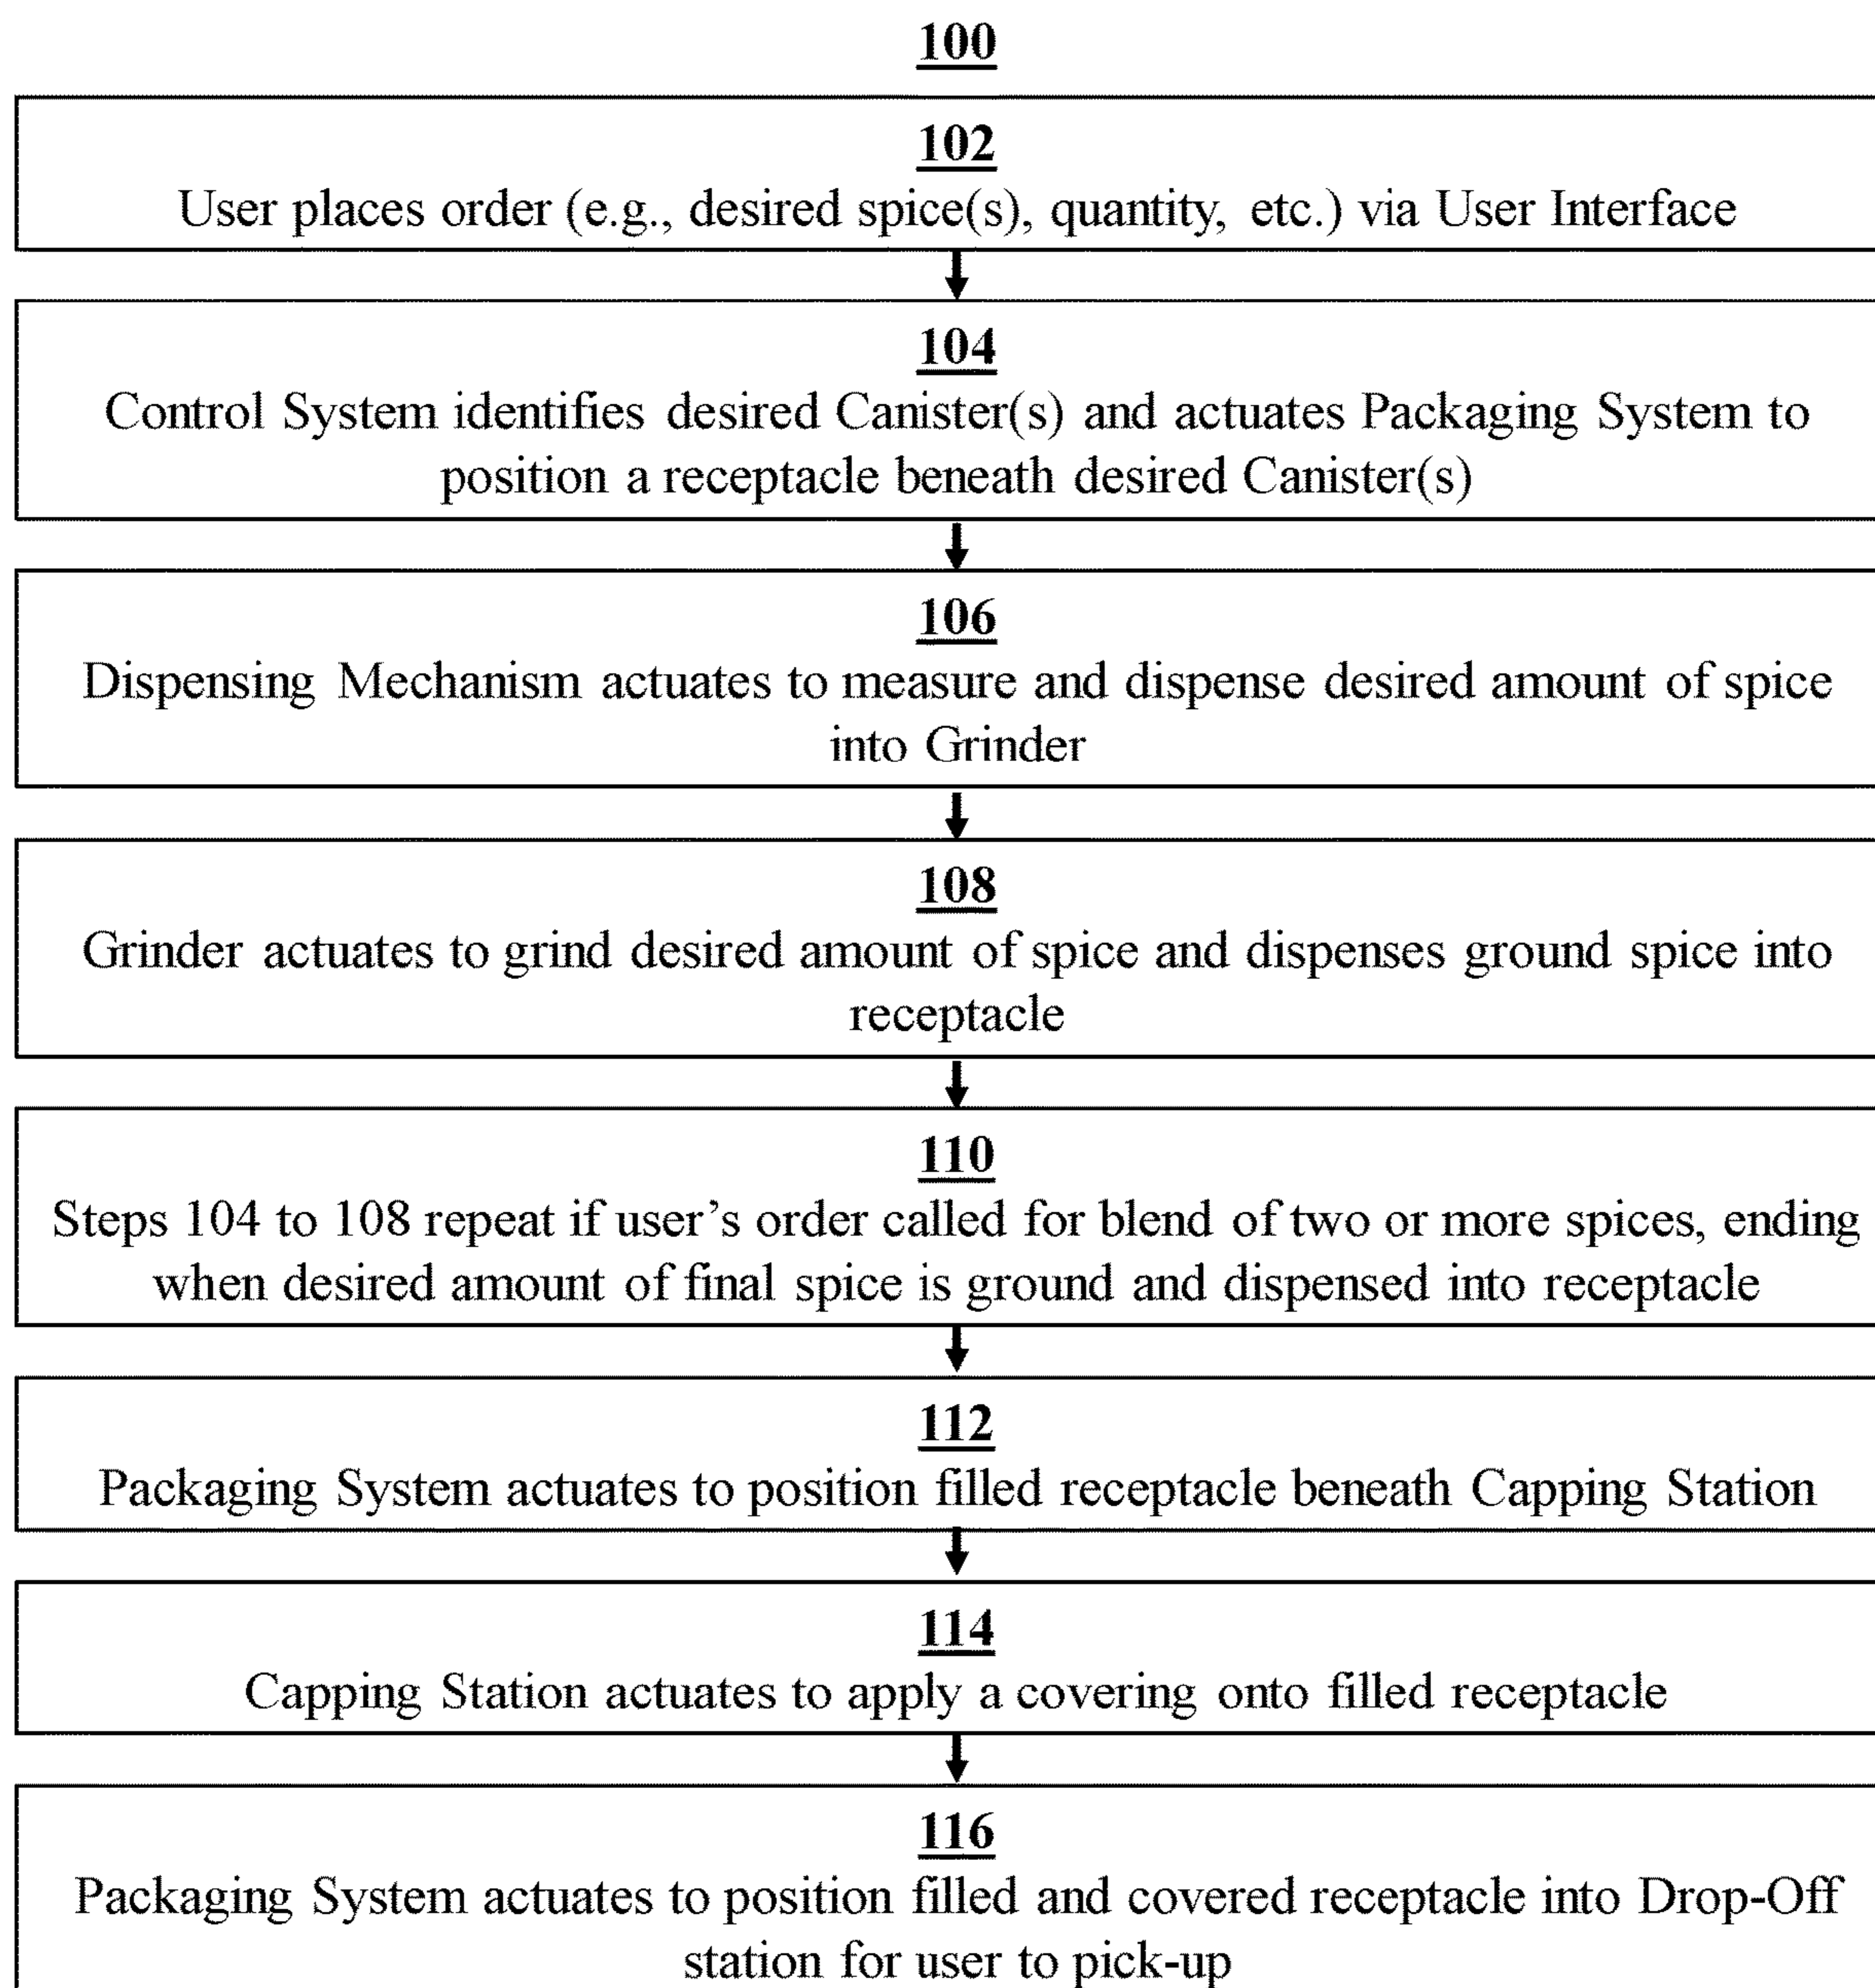 100
102
User places order (e.g., desired spice(s), quantity, etc.) via User Interface
104
Control System identifies desired Canister(s) and actuates Packaging System to
position a receptacle beneath desired Canister(s)
106
Dispensing Mechanism actuates to measure and dispense desired amount of spice
into Grinder
108
Grinder actuates to grind desired amount of spice and dispenses ground spice into
receptacle
110
Steps 104 to 108 repeat if user’s order called for blend of two or more spices, ending
when desired amount of final spice is ground and dispensed into receptacle
112
Packaging System actuates to position filled receptacle beneath Capping Station
114
Capping Station actuates to apply a covering onto filled receptacle
116
Packaging System actuates to position filled and covered receptacle into Drop-Off
station for user to pick-up